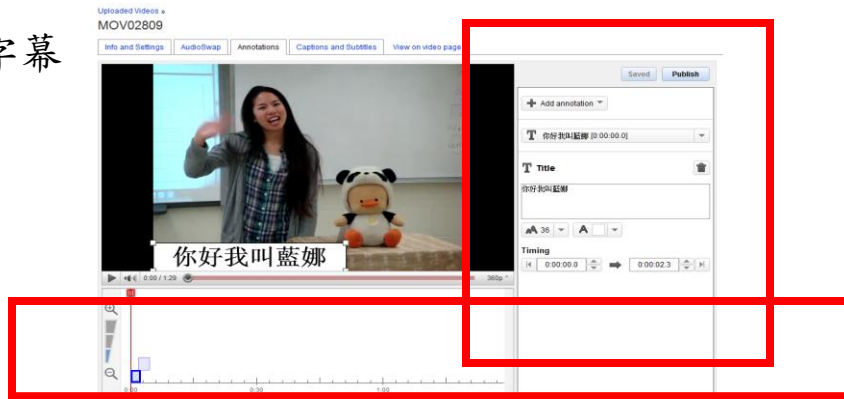 Uploaded Videos »
MOV02809
字幕
Info and Settings AudioSwap Annotations Captions and Subtitles View on video page
Saved Publish
Add annotation
T 你好我叫藍娜 [0:00:00.0]
T Title
你好我叫藍娜
AA 36 A
Timing
0:00:00.0 0:00:02.3
你好我叫藍娜
0:00 / 1:29 360p
0:00 0:30 1:00